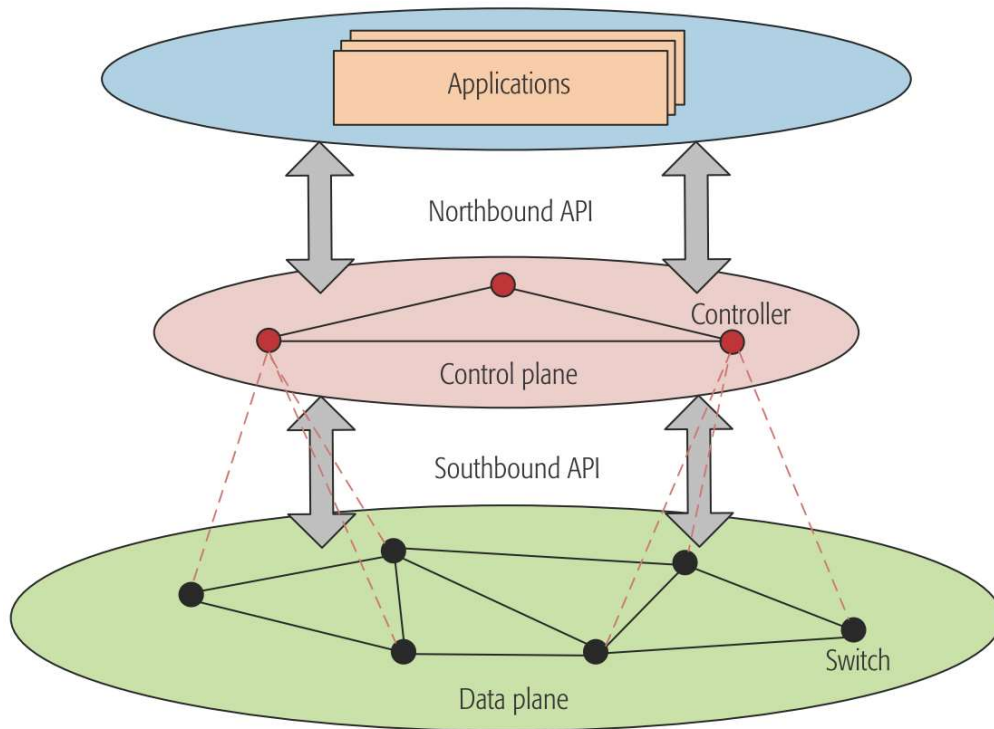 Applications
Northbound API
Controller
Control plane
Southbound API
Switch
Data plane